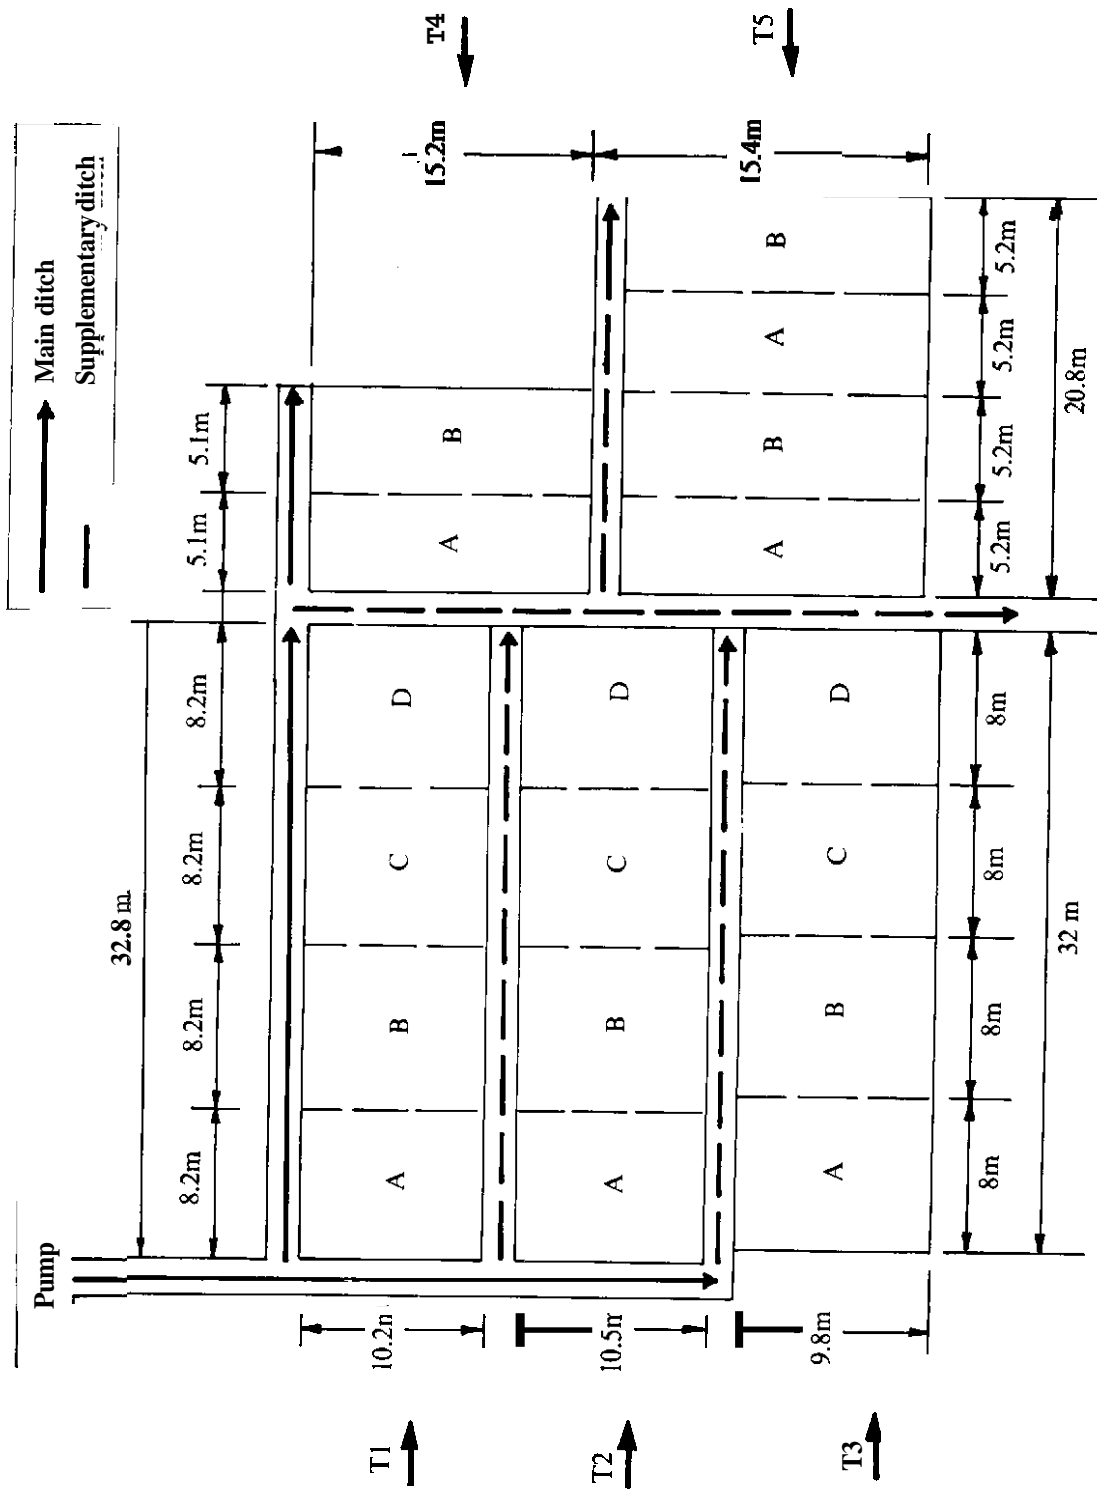 Pump
Main ditch
Supplementary ditch
32.8 m
8.2m 8.2m 8.2m 8.2m 5.1m 5.1m
T1 10.2m A B C D
A B 15.2m T4
T2 10.5m A B C D
A B A B 15.4m T5
T3 9.8m A B C D
8m 8m 8m 8m 5.2m 5.2m 5.2m 5.2m
32 m 20.8m